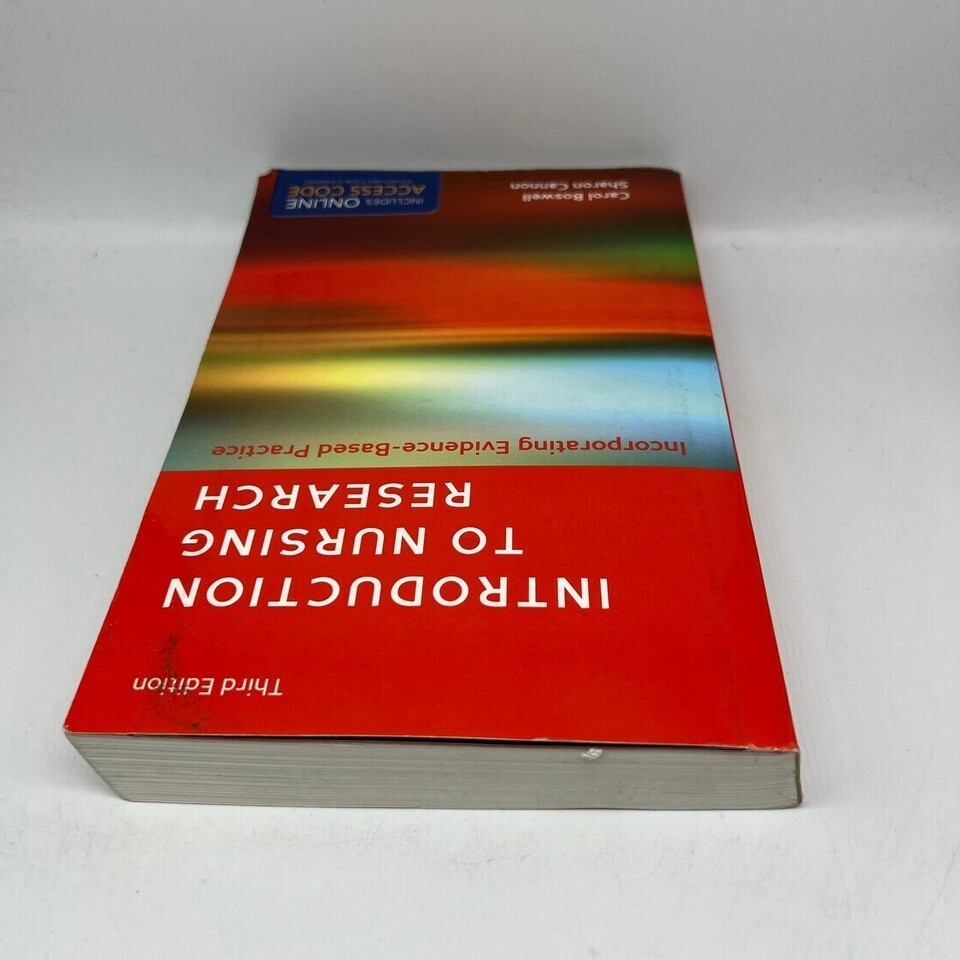 Third Edition
INTRODUCTION
TO NURSING
RESEARCH
Incorporating Evidence-Based Practice
Carol Boswell
Sharon Cannon
INCLUDES ONLINE
ACCESS CODE